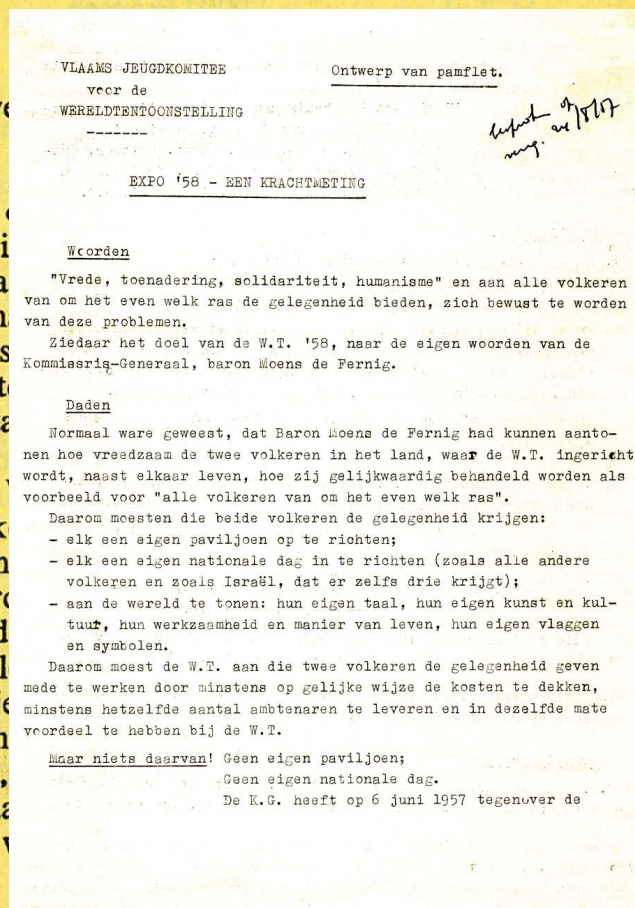 VLAAMS JEUGDKOMITEE
voor de
WERELDTENTOONSTELLING
-------
Ontwerp van pamflet.
EXPO '58 - EEN KRACHTMETING
Woorden
"Vrede, toenadering, solidariteit, humanisme" en aan alle volkeren
van om het even welk ras de gelegenheid bieden, zich bewust te worden
van deze problemen.
Ziedaar het doel van de W.T. '58, naar de eigen woorden van de
Kommissris-Generaal, baron Moens de Fernig.
Daden
Normaal ware geweest, dat Baron Moens de Fernig had kunnen aanto-
nen hoe vreedzaam de twee volkeren in het land, waar de W.T. ingericht
wordt, naast elkaar leven, hoe zij gelijkwaardig behandeld worden als
voorbeeld voor "alle volkeren van om het even welk ras".
Daarom moesten die beide volkeren de gelegenheid krijgen:
- elk een eigen paviljoen op te richten;
- elk een eigen nationale dag in te richten (zoals alle andere
volkeren en zoals Israël, dat er zelfs drie krijgt);
- aan de wereld te tonen: hun eigen taal, hun eigen kunst en kul-
tuur, hun werkzaamheid en manier van leven, hun eigen vlaggen
en symbolen.
Daarom moest de W.T. aan die twee volkeren de gelegenheid geven
mede te werken door minstens op gelijke wijze de kosten te dekken,
minstens hetzelfde aantal ambtenaren te leveren en in dezelfde mate
voordeel te hebben bij de W.T.
Maar niets daarvan! Geen eigen paviljoen;
Geen eigen nationale dag.
De K.G. heeft op 6 juni 1957 tegenover de